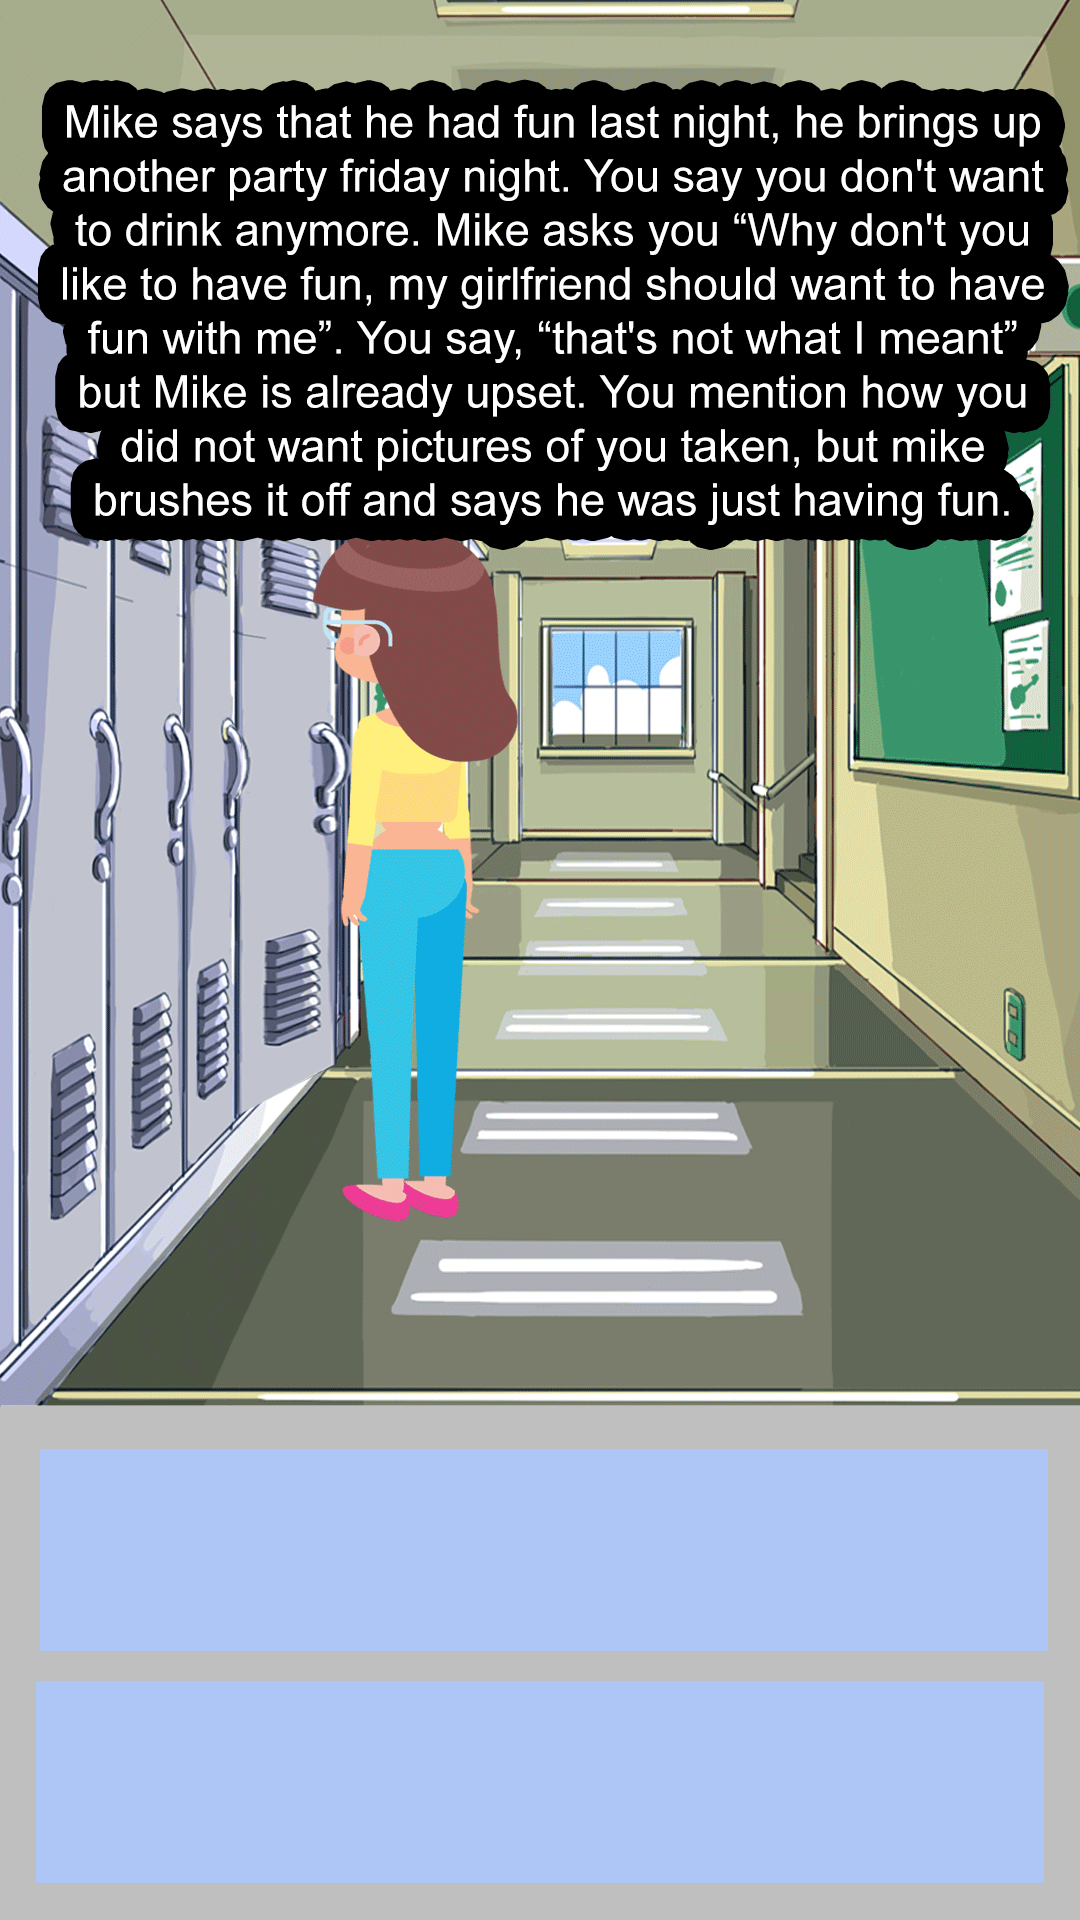 Mike says that he had fun last night, he brings up
another party friday night. You say you don't want
to drink anymore. Mike asks you “Why don't you
like to have fun, my girlfriend should want to have
fun with me”. You say, “that's not what I meant”
but Mike is already upset. You mention how you
did not want pictures of you taken, but mike
brushes it off and says he was just having fun.